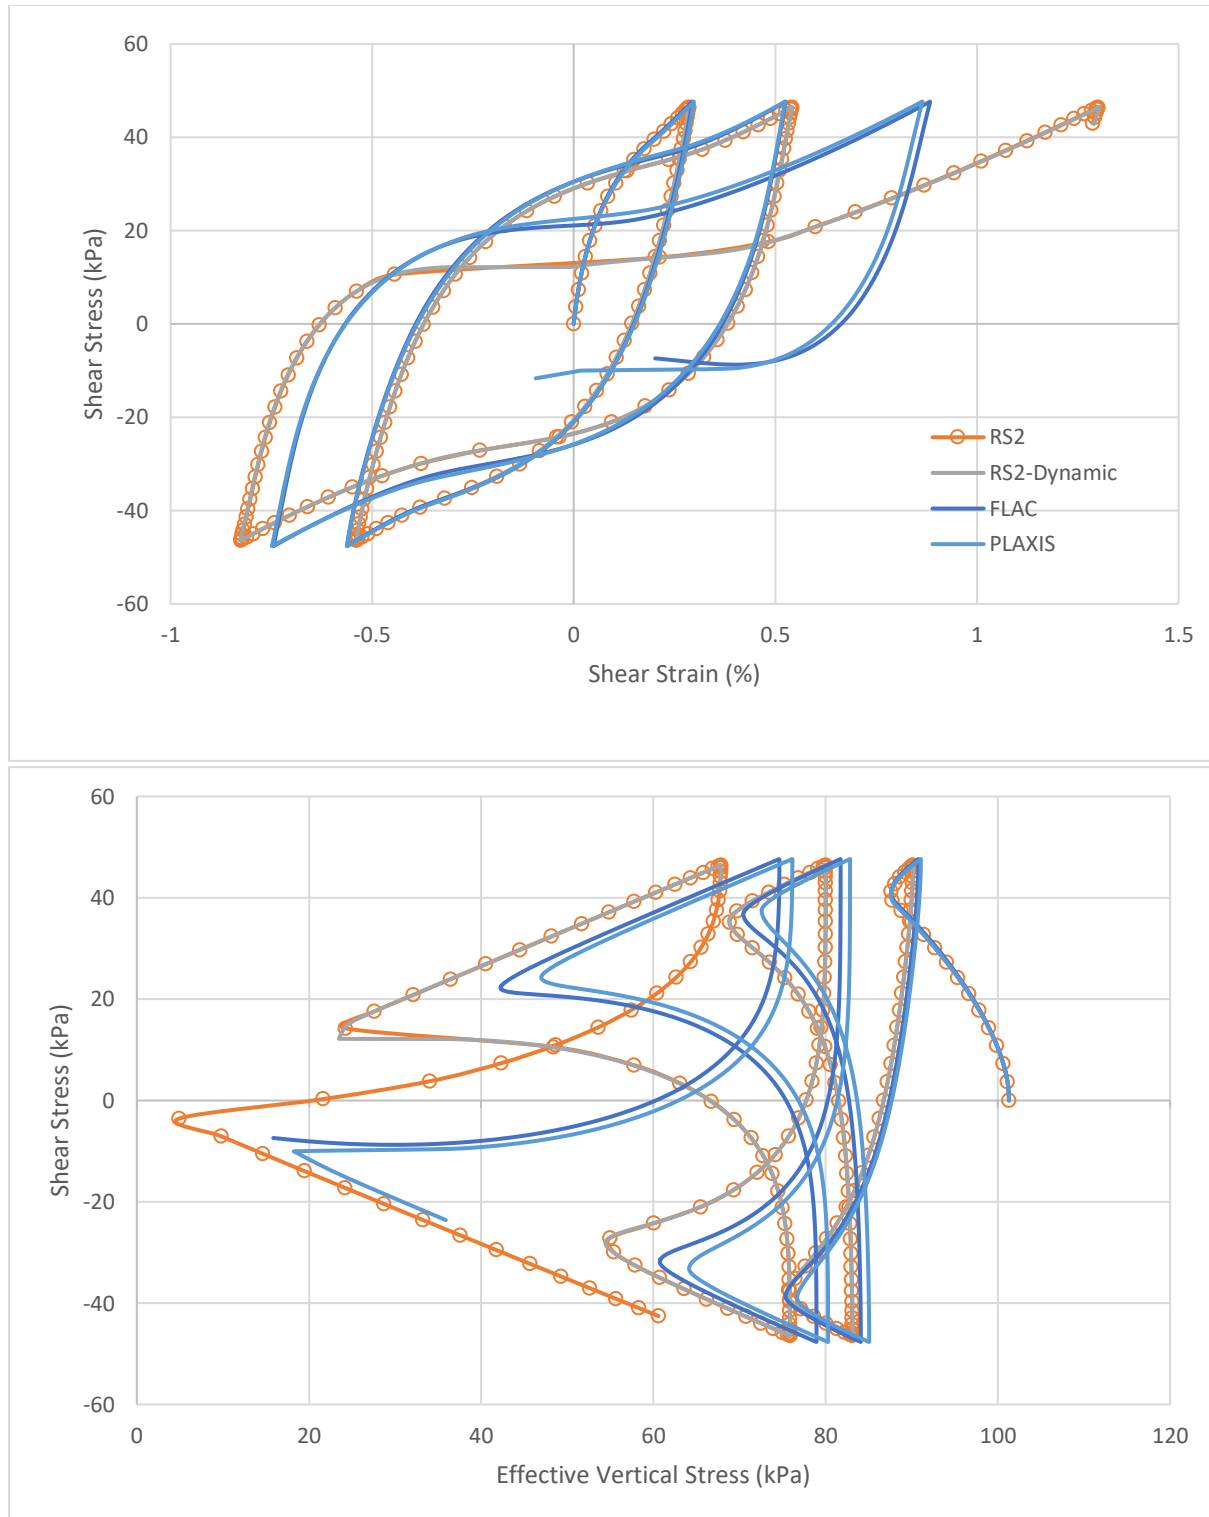 60
40
20
0
-20
-40
-60
Shear Stress (kPa)
-1 -0.5 0 0.5 1 1.5
Shear Strain (%)
RS2
RS2-Dynamic
FLAC
PLAXIS
60
40
20
0
-20
-40
-60
Shear Stress (kPa)
0 20 40 60 80 100 120
Effective Vertical Stress (kPa)